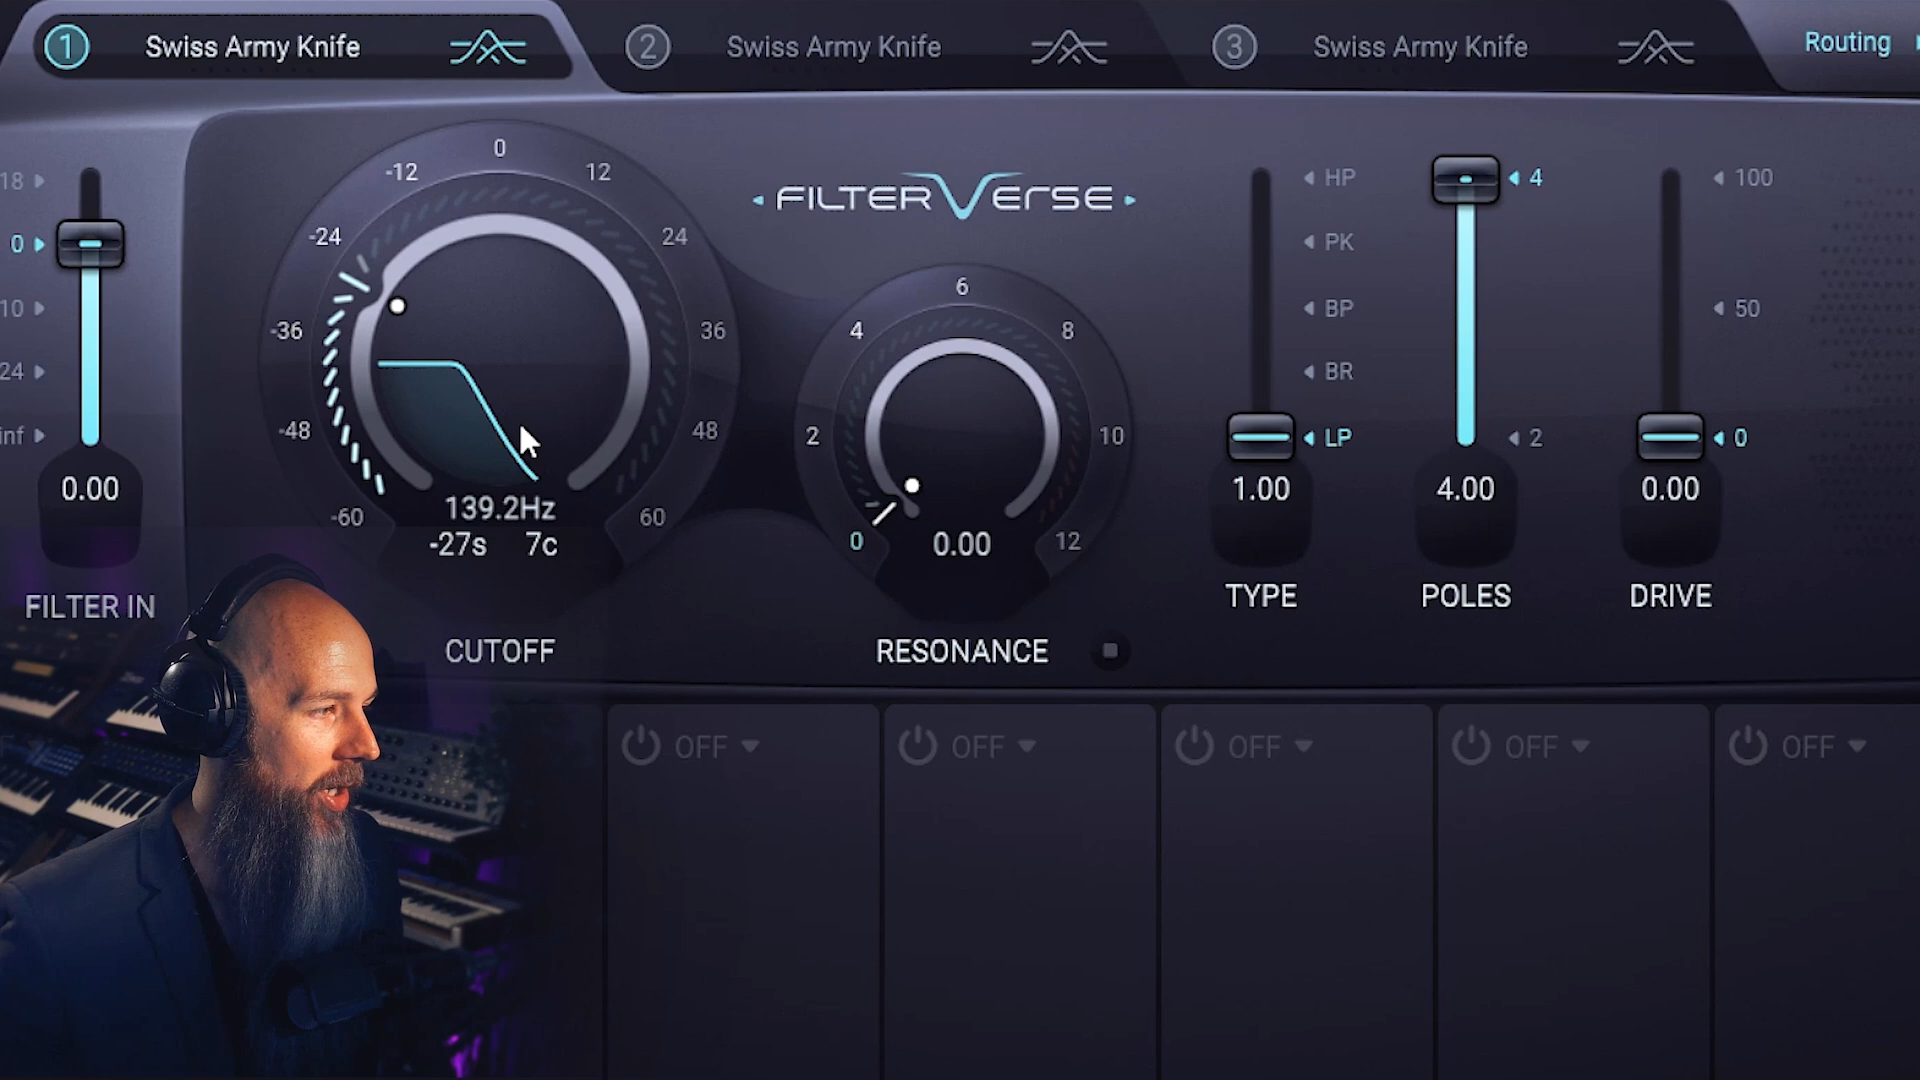 1 Swiss Army Knife
2 Swiss Army Knife
3 Swiss Army Knife
Routing
18
0
10
24
inf
0.00
FILTER IN
0
-12 12
-24 24
-36 36
-48 48
-60 60
139.2Hz
-27s 7c
CUTOFF
FILTERVERSE
6
4 8
2 10
0 12
0.00
RESONANCE
HP
PK
BP
BR
LP
1.00
TYPE
4
2
4.00
POLES
100
50
0
0.00
DRIVE
OFF
OFF
OFF
OFF
OFF